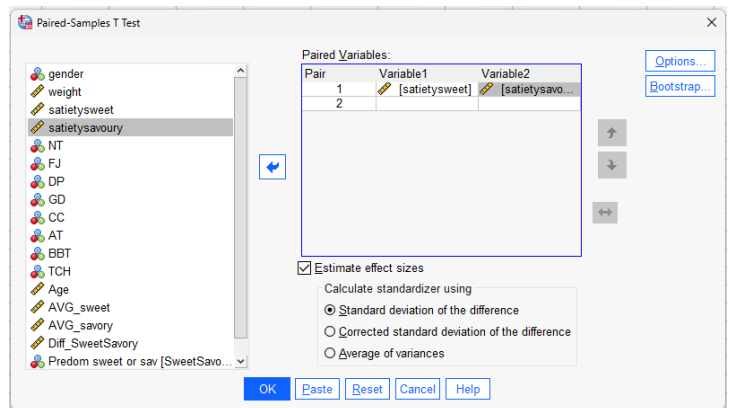 Paired-Samples T Test
gender
weight
satietysweet
satietysavoury
NT
FJ
DP
GD
CC
AT
BBT
TCH
Age
AVG_sweet
AVG_savory
Diff_SweetSavory
Predom sweet or sav [SweetSavo...
Paired Variables:
Pair Variable1 Variable2
1 [satietysweet] [satietysavo...
2
Estimate effect sizes
Calculate standardizer using
Standard deviation of the difference
Corrected standard deviation of the difference
Average of variances
Options...
Bootstrap...
OK Paste Reset Cancel Help